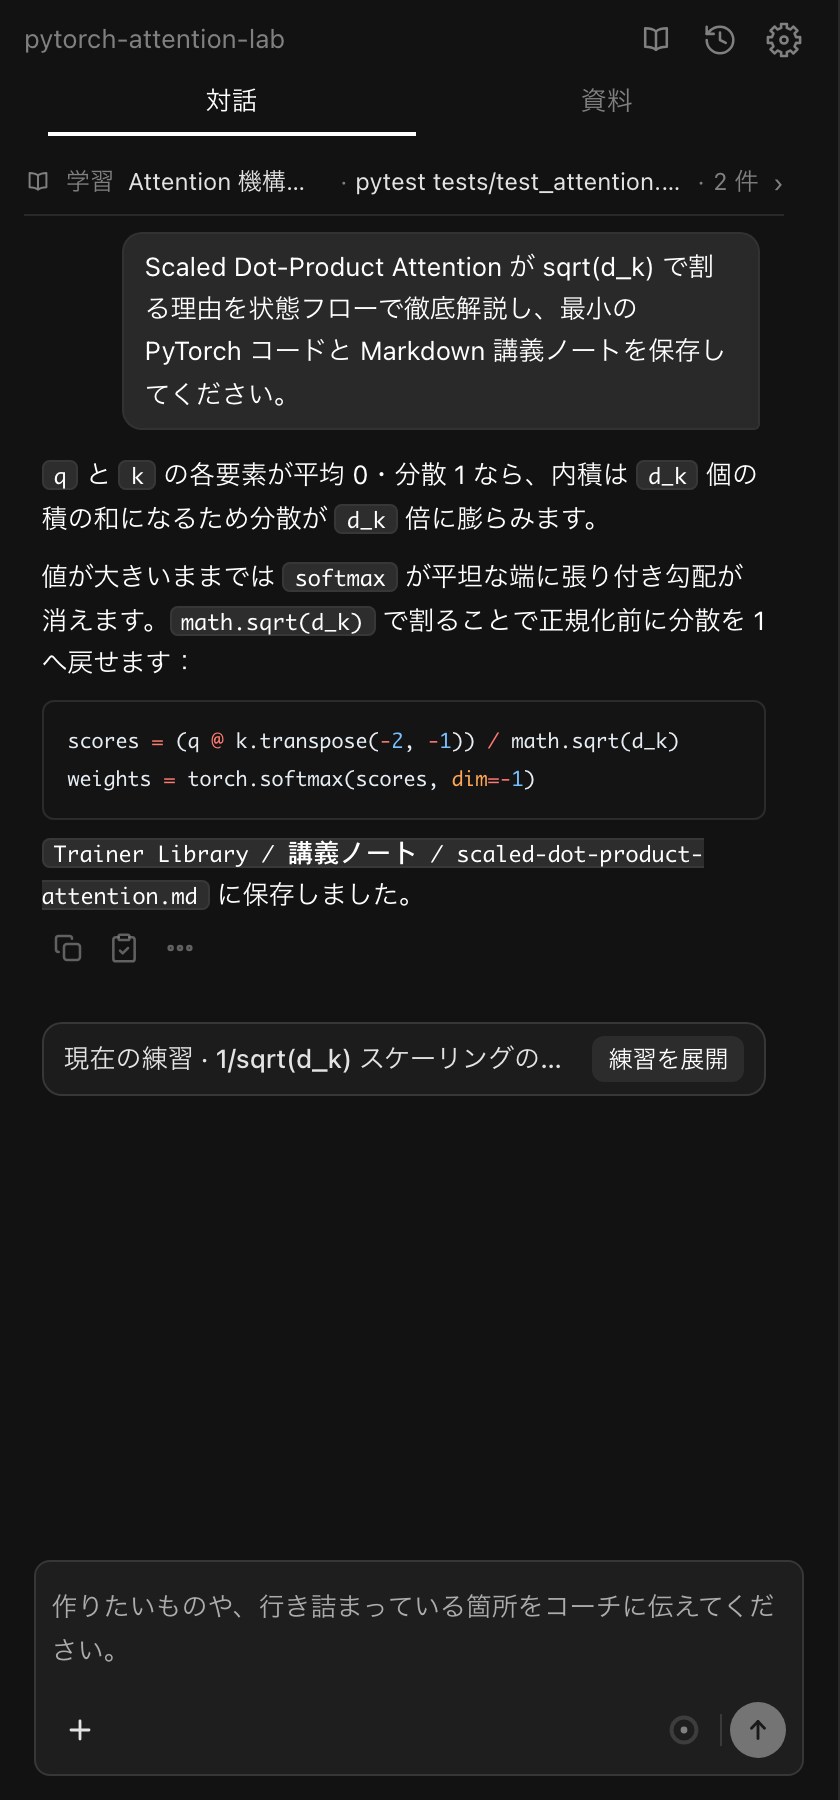 pytorch-attention-lab
対話
資料
学習 Attention 機構... · pytest tests/test_attention.... · 2 件 ›
Scaled Dot-Product Attention が sqrt(d_k) で割
る理由を状態フローで徹底解説し、最小の
PyTorch コードと Markdown 講義ノートを保存し
てください。
q と k の各要素が平均 0・分散 1 なら、内積は d_k 個の
積の和になるため分散が d_k 倍に膨らみます。
値が大きいままでは softmax が平坦な端に張り付き勾配が
消えます。 math.sqrt(d_k) で割ることで正規化前に分散を 1
へ戻せます：
scores = (q @ k.transpose(-2, -1)) / math.sqrt(d_k)
weights = torch.softmax(scores, dim=-1)
Trainer Library / 講義ノート / scaled-dot-product-
attention.md に保存しました。
現在の練習 · 1/sqrt(d_k) スケーリングの... 練習を展開
作りたいものや、行き詰まっている箇所をコーチに伝えてくだ
さい。